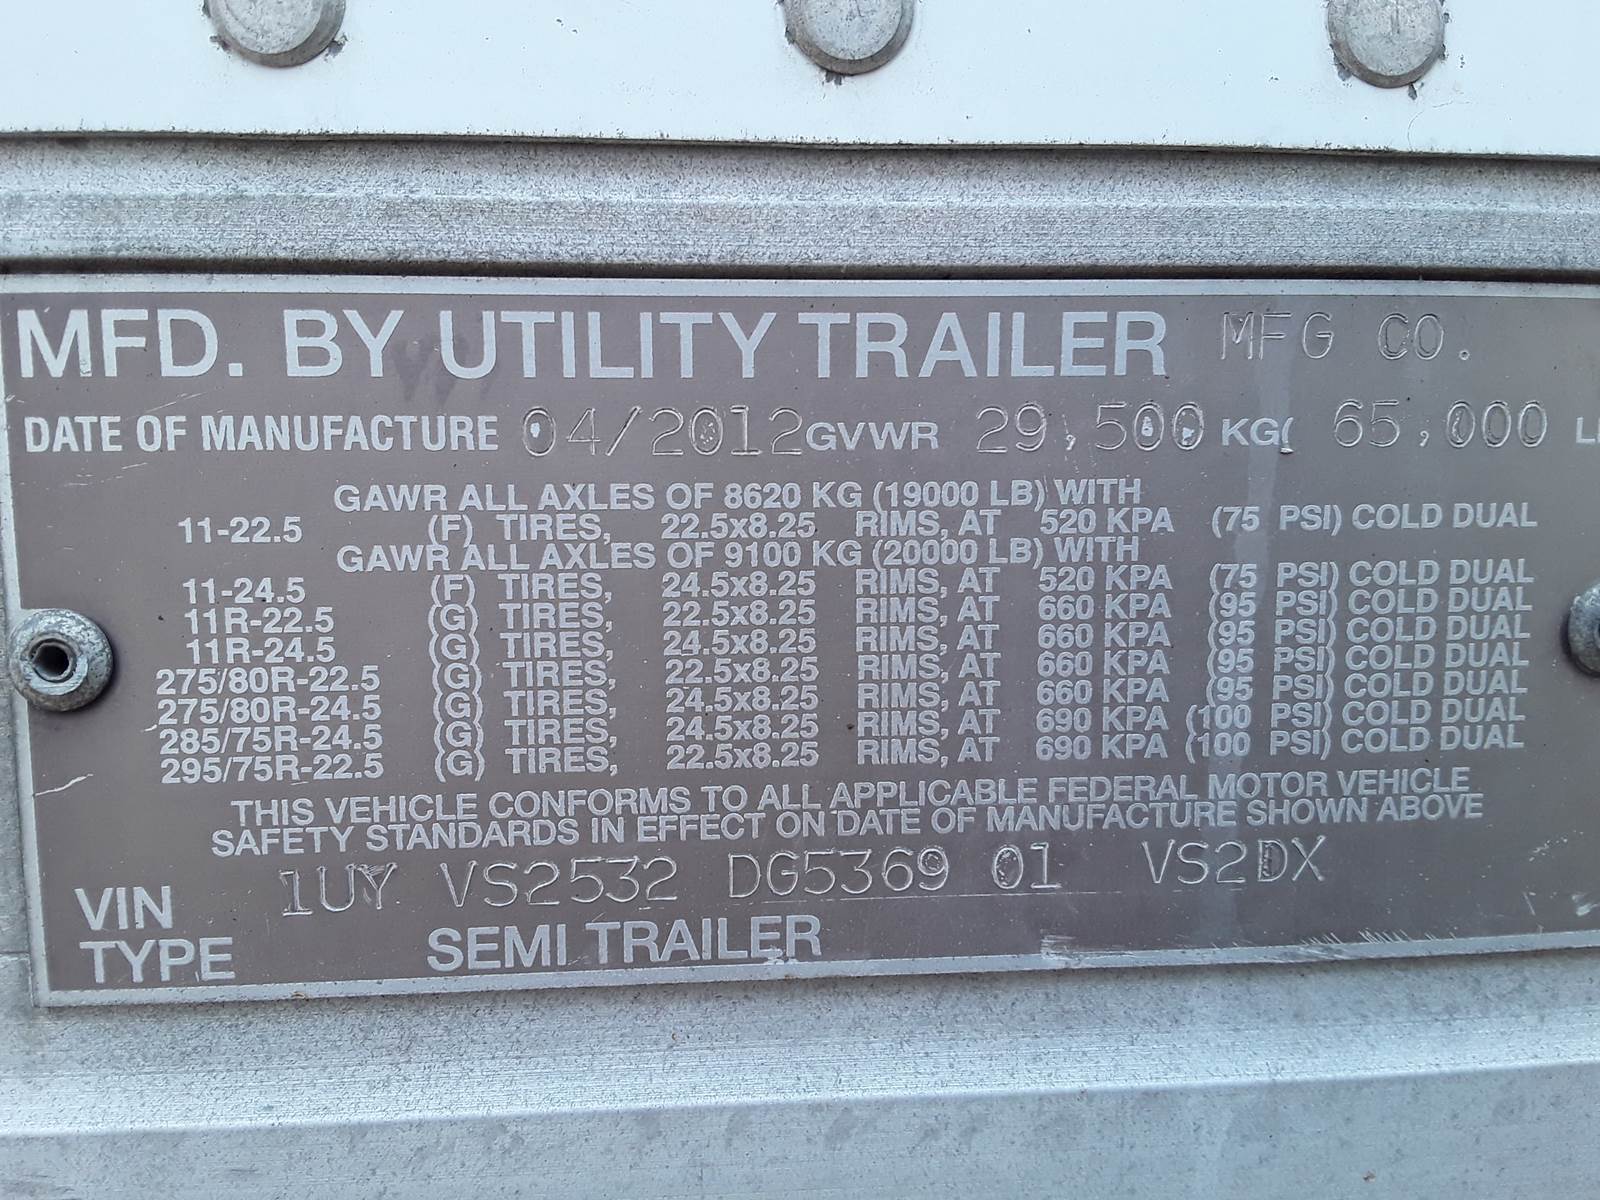 MFD. BY UTILITY TRAILER MFG CO.
DATE OF MANUFACTURE 04/2012 GVWR 29,500 KG( 65,000
GAWR ALL AXLES OF 8620 KG (19000 LB) WITH
11-22.5 (F) TIRES, 22.5x8.25 RIMS, AT 520 KPA (75 PSI) COLD DUAL
GAWR ALL AXLES OF 9100 KG (20000 LB) WITH
11-24.5 (F) TIRES, 24.5x8.25 RIMS, AT 520 KPA (75 PSI) COLD DUAL
11R-22.5 (G) TIRES, 22.5x8.25 RIMS, AT 660 KPA (95 PSI) COLD DUAL
11R-24.5 (G) TIRES, 24.5x8.25 RIMS, AT 660 KPA (95 PSI) COLD DUAL
275/80R-22.5 (G) TIRES, 22.5x8.25 RIMS, AT 660 KPA (95 PSI) COLD DUAL
275/80R-24.5 (G) TIRES, 24.5x8.25 RIMS, AT 660 KPA (95 PSI) COLD DUAL
285/75R-24.5 (G) TIRES, 24.5x8.25 RIMS, AT 690 KPA (100 PSI) COLD DUAL
295/75R-22.5 (G) TIRES, 22.5x8.25 RIMS, AT 690 KPA (100 PSI) COLD DUAL
THIS VEHICLE CONFORMS TO ALL APPLICABLE FEDERAL MOTOR VEHICLE
SAFETY STANDARDS IN EFFECT ON DATE OF MANUFACTURE SHOWN ABOVE
VIN 1UY VS2532 DG5369 01 VS2DX
TYPE SEMI TRAILER